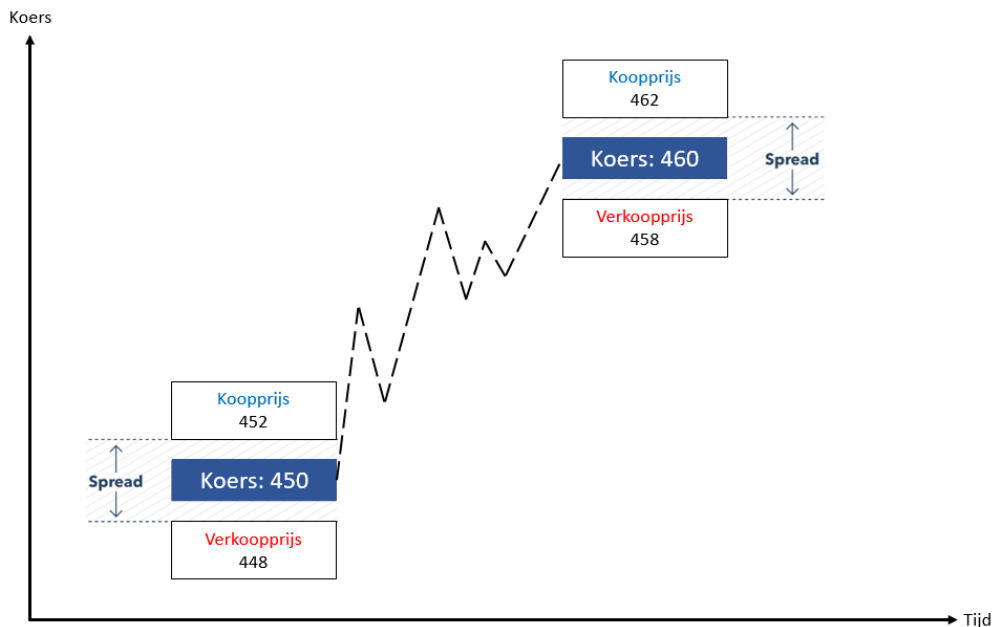 Koers
Koopprijs
462
Koers: 460
Spread
Verkoopprijs
458
Koopprijs
452
Spread
Koers: 450
Verkoopprijs
448
Tijd